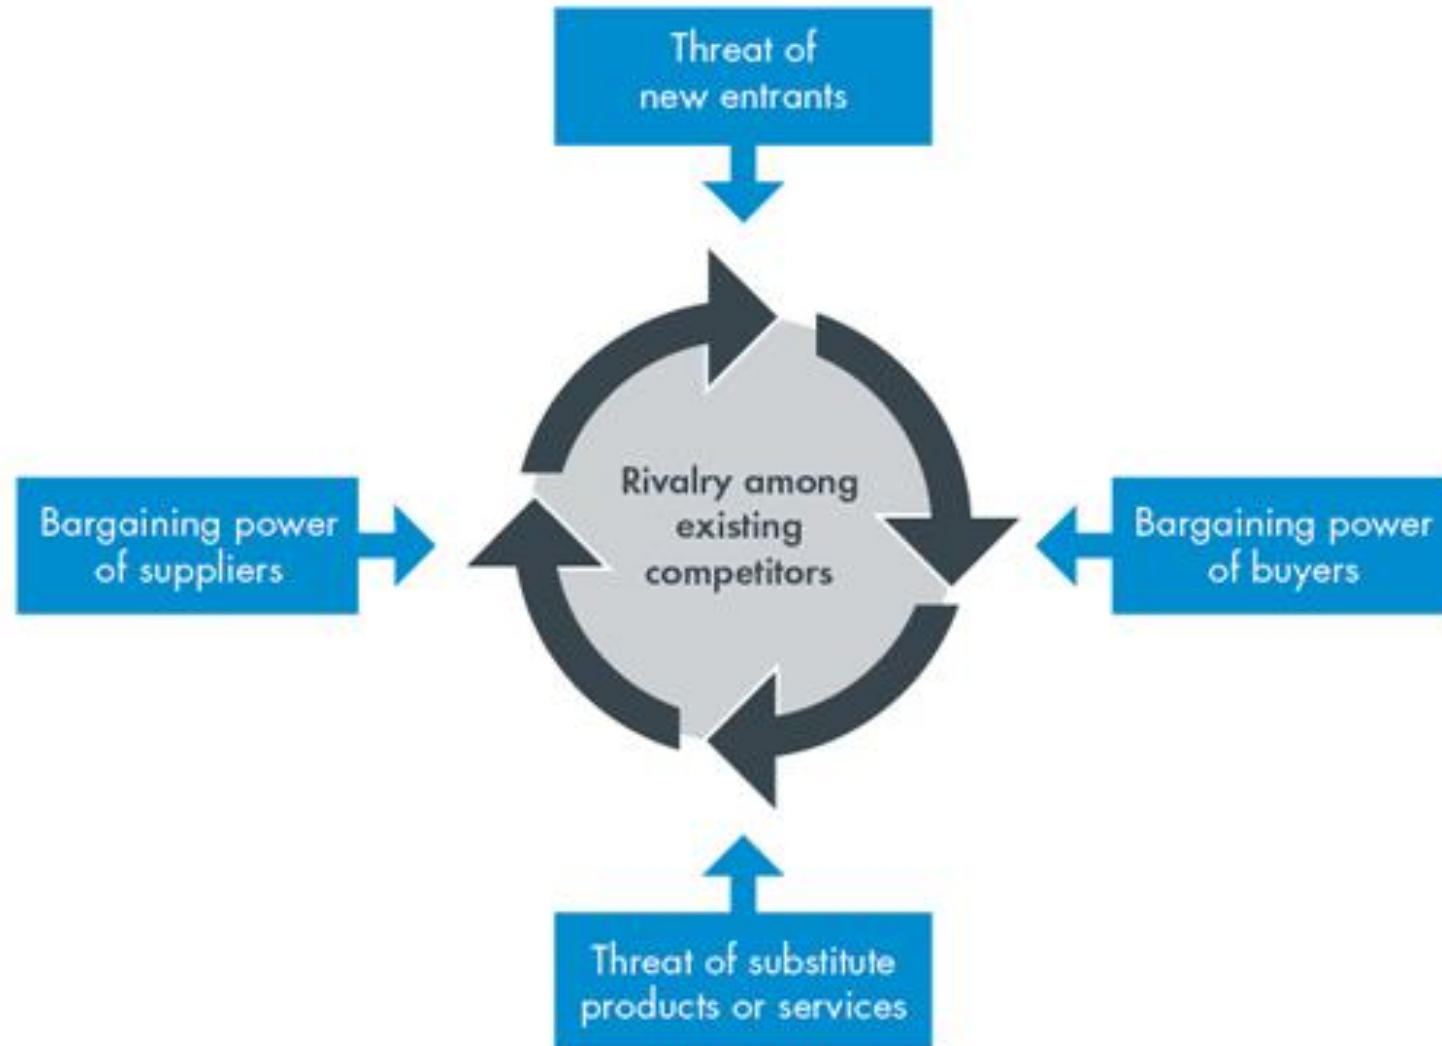 Threat of
new entrants
Bargaining power
of suppliers
Rivalry among
existing
competitors
Bargaining power
of buyers
Threat of substitute
products or services